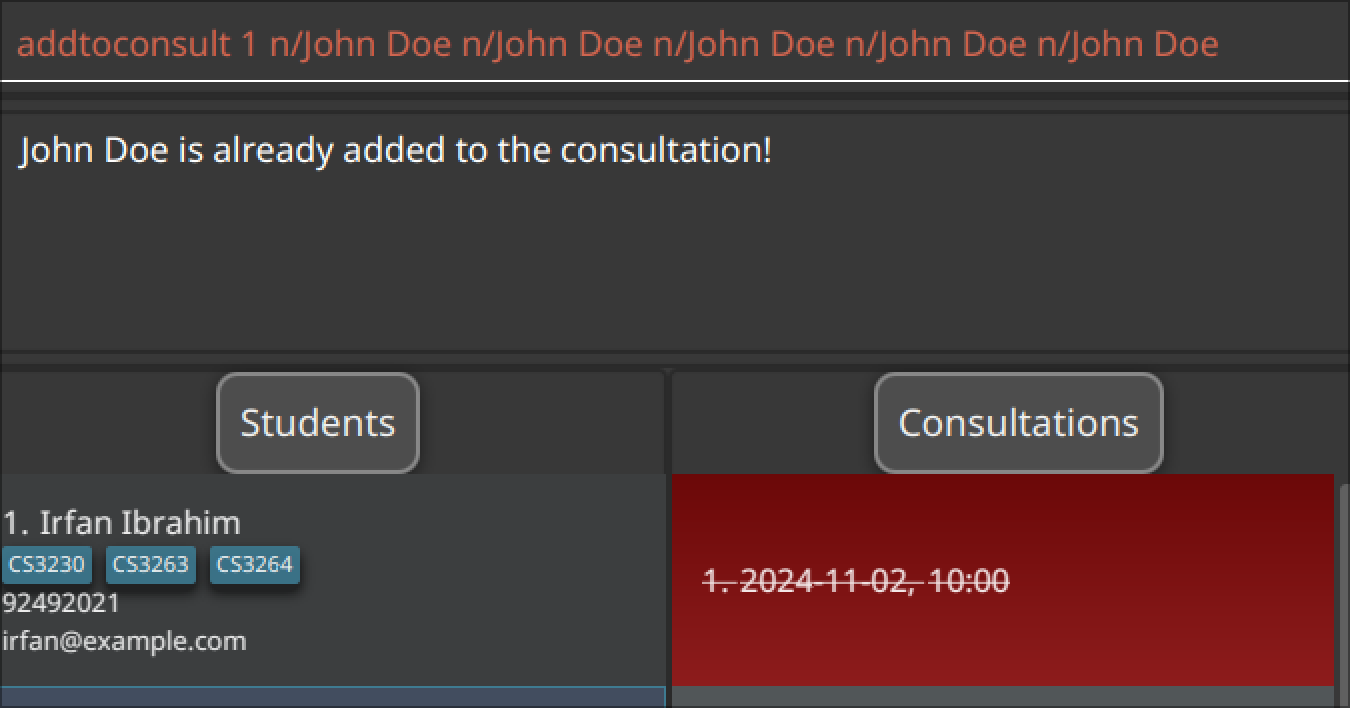 addtoconsult 1 n/John Doe n/John Doe n/John Doe n/John Doe n/John Doe
John Doe is already added to the consultation!
Students
Consultations
1. Irfan Ibrahim
CS3230 CS3263 CS3264
92492021
irfan@example.com
1. 2024-11-02, 10:00